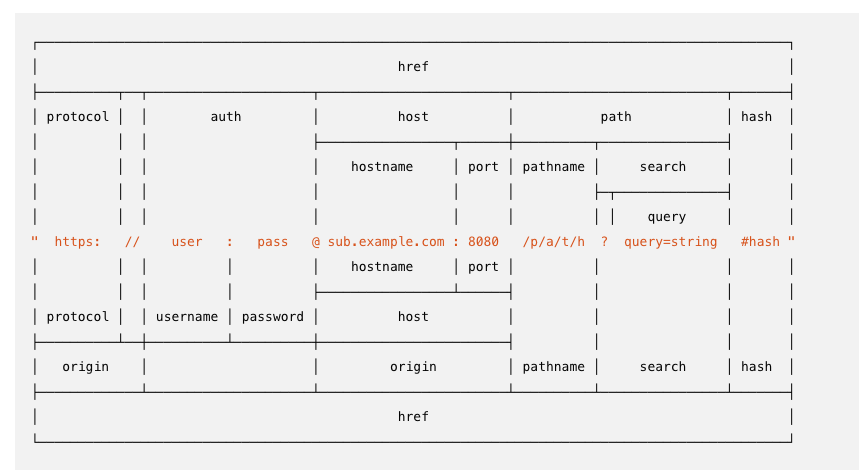 href
protocol auth host path hash
hostname port pathname search
query
" https: // user : pass @ sub.example.com : 8080 /p/a/t/h ? query=string #hash "
hostname port
protocol username password host
origin origin pathname search hash
href